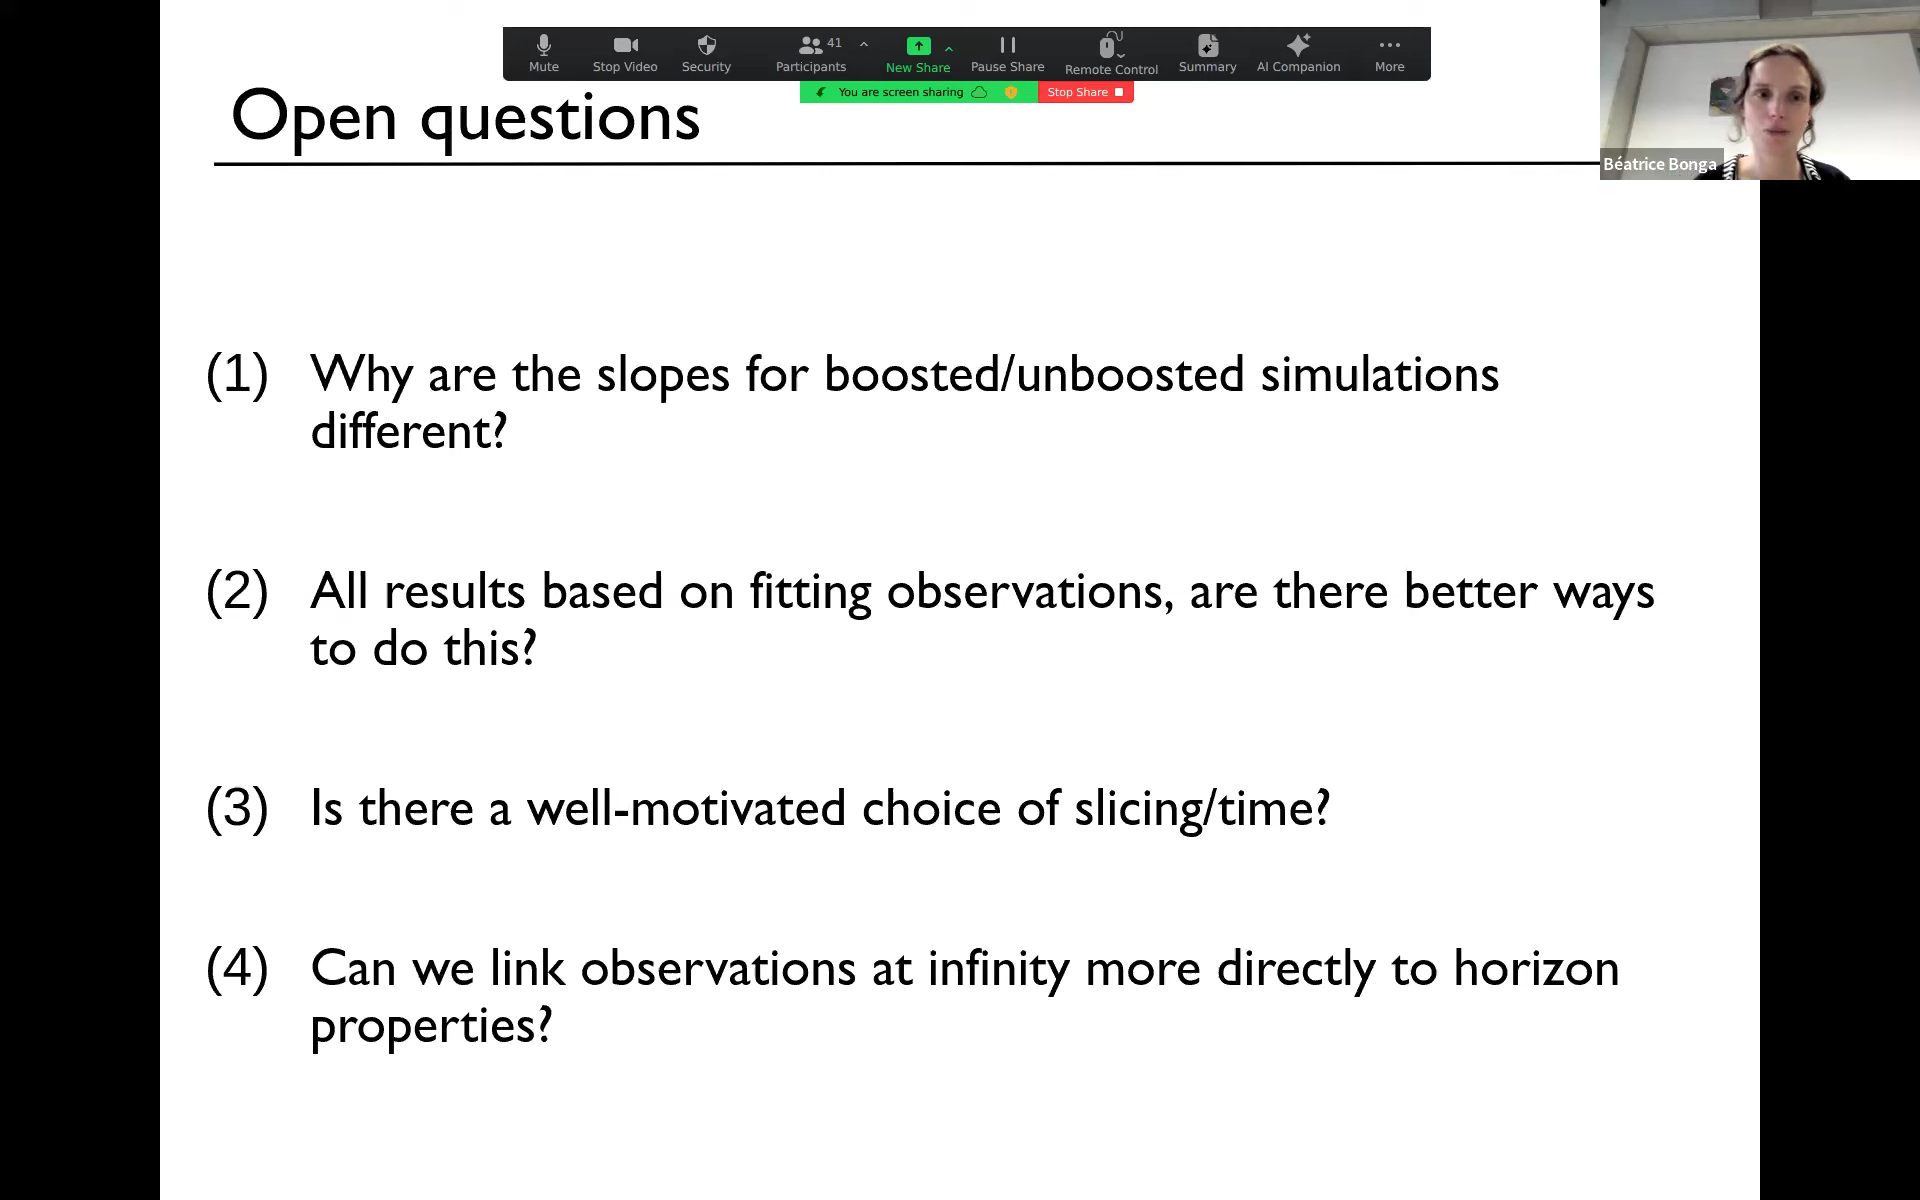 Mute
Stop Video
Security
Participants
41
New Share
Pause Share
Remote Control
Summary
AI Companion
More
You are screen sharing
Stop Share
Open questions
Béatrice Bonga
(1) Why are the slopes for boosted/unboosted simulations
different?
(2) All results based on fitting observations, are there better ways
to do this?
(3) Is there a well-motivated choice of slicing/time?
(4) Can we link observations at infinity more directly to horizon
properties?